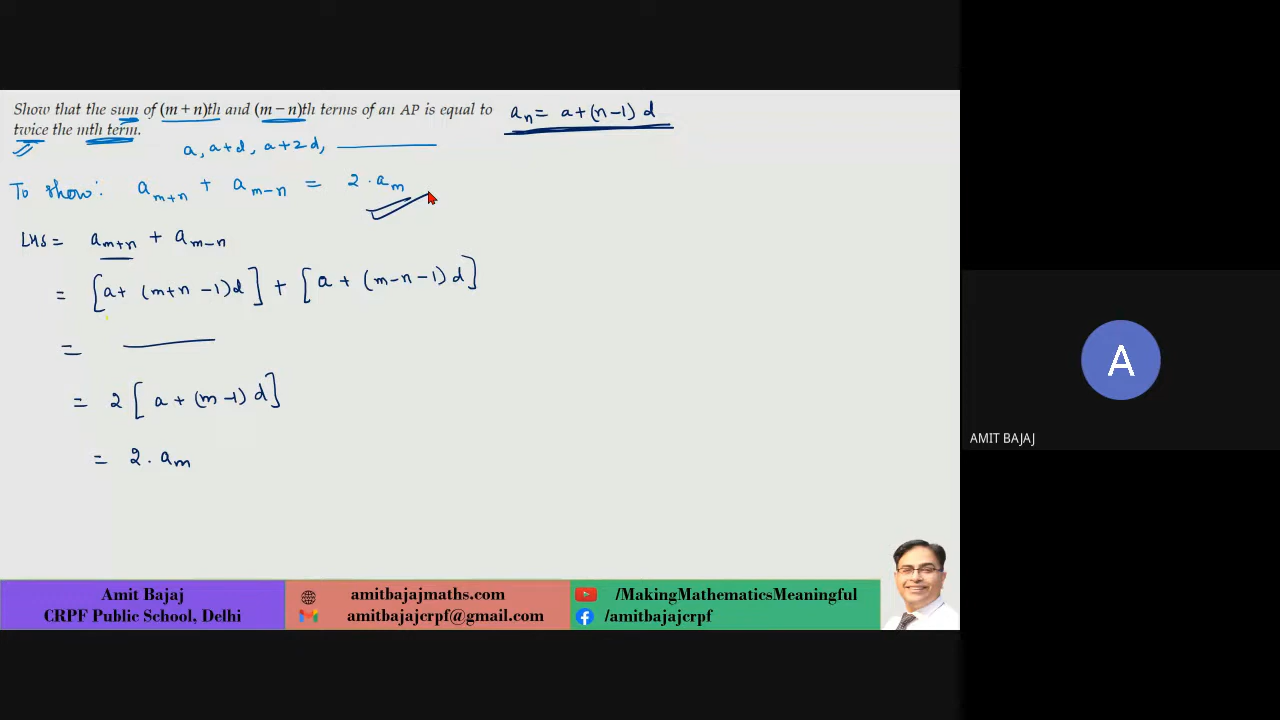 Show that the sum of (m + n)th and (m − n)th terms of an AP is equal to
twice the mth term.
aₙ = a + (n−1) d
a, a+d, a+2d,
To show: aₘ₊ₙ + aₘ₋ₙ = 2 · aₘ
LHS = aₘ₊ₙ + aₘ₋ₙ
= [a + (m+n −1)d] + [a + (m−n−1)d]
=
= 2 [a + (m−1) d]
= 2 · aₘ
A
AMIT BAJAJ
Amit Bajaj
CRPF Public School, Delhi
amitbajajmaths.com
amitbajajcrpf@gmail.com
/MakingMathematicsMeaningful
/amitbajajcrpf